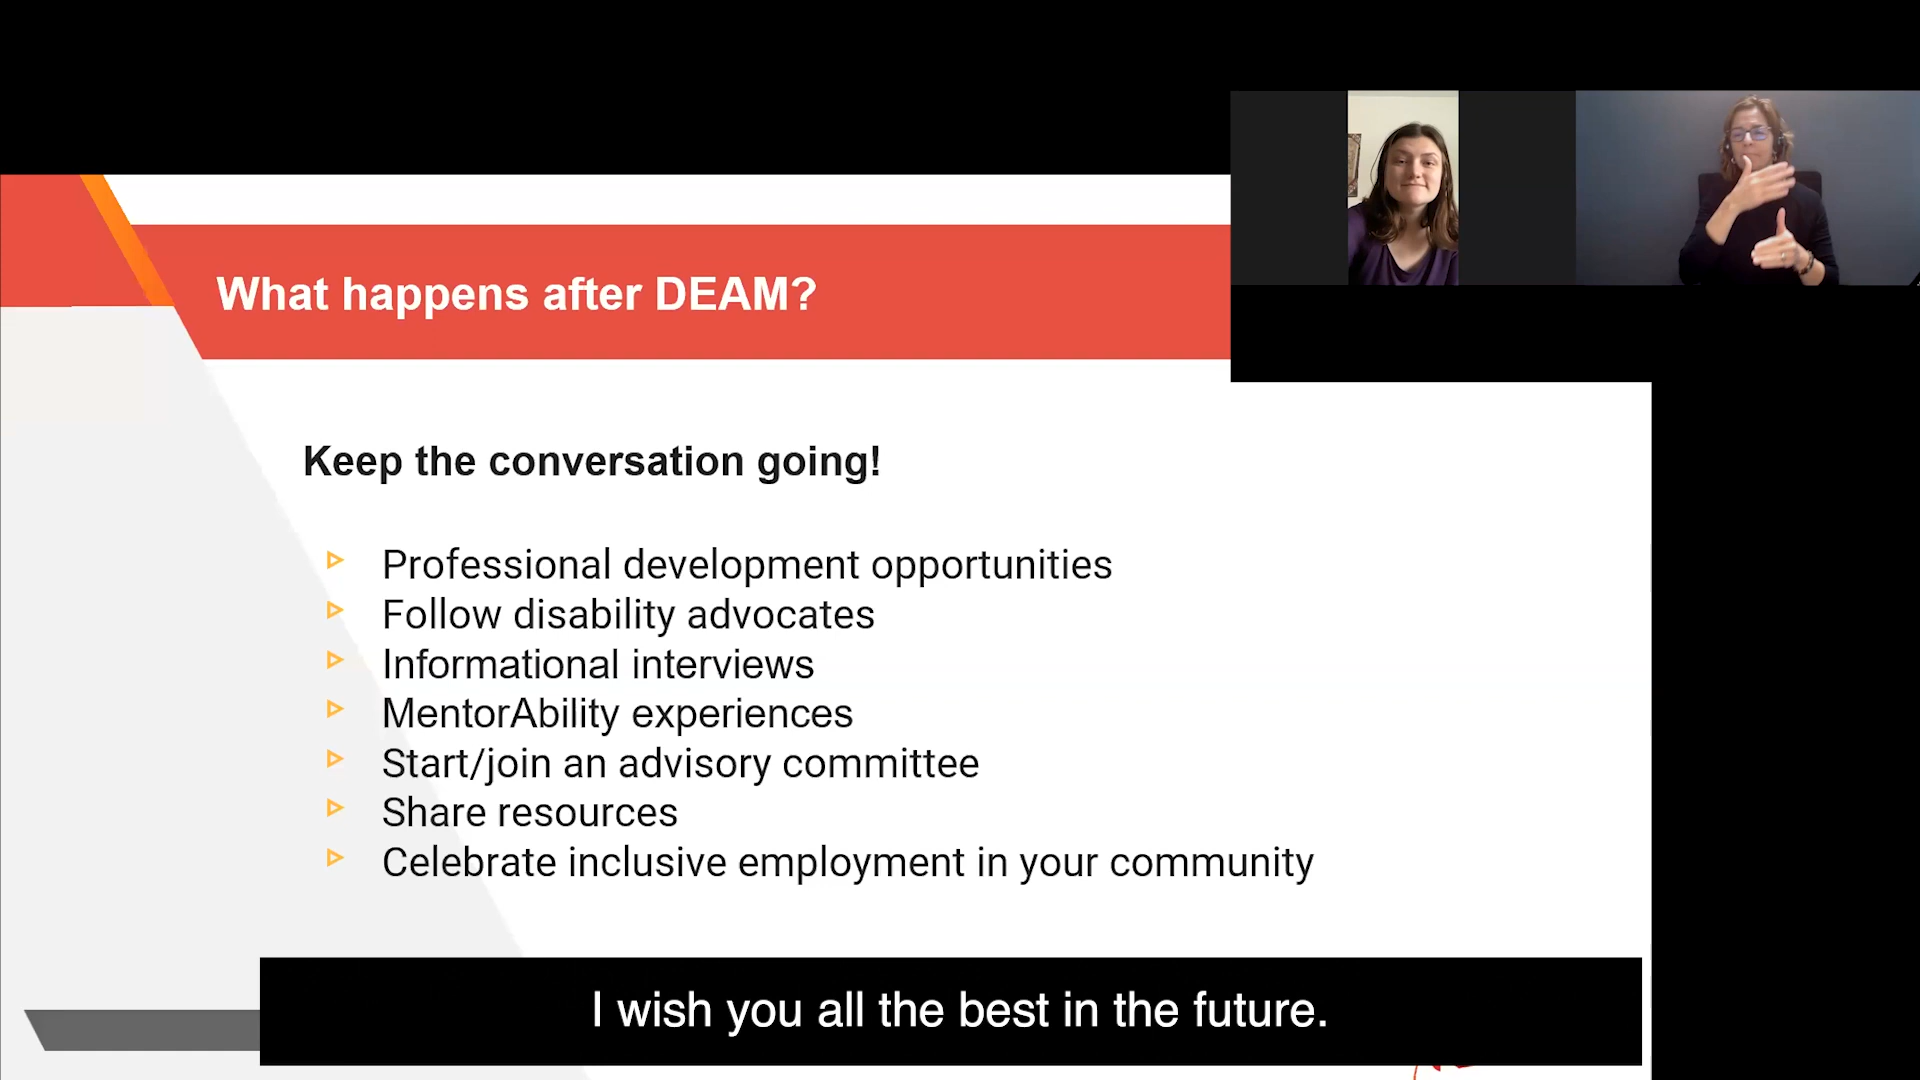 What happens after DEAM?
Keep the conversation going!
Professional development opportunities
Follow disability advocates
Informational interviews
MentorAbility experiences
Start/join an advisory committee
Share resources
Celebrate inclusive employment in your community
I wish you all the best in the future.